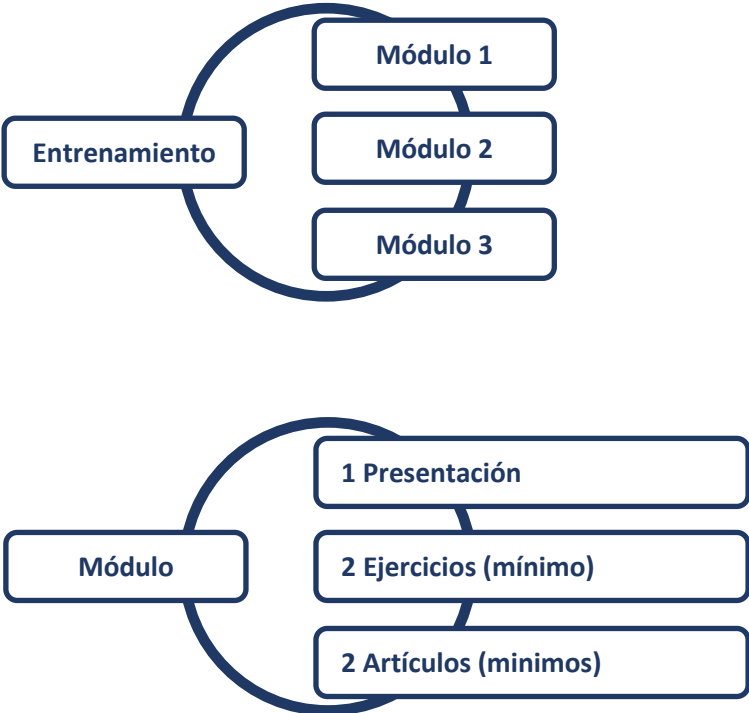 Módulo 1
Entrenamiento
Módulo 2
Módulo 3
1 Presentación
Módulo
2 Ejercicios (mínimo)
2 Artículos (minimos)